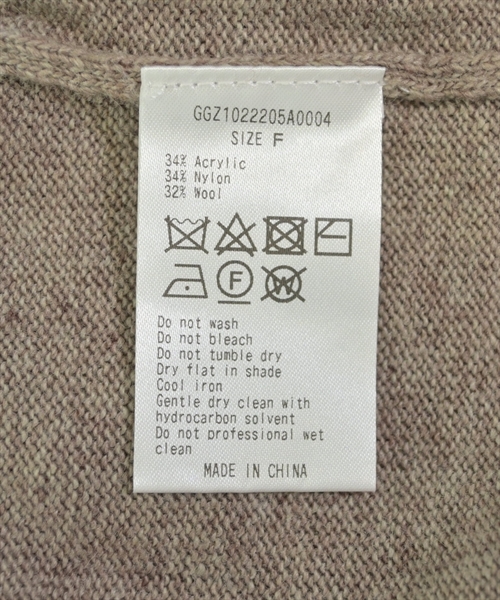 GGZ1022205A0004
SIZE F
34% Acrylic
34% Nylon
32% Wool
F W
Do not wash
Do not bleach
Do not tumble dry
Dry flat in shade
Cool iron
Gentle dry clean with
hydrocarbon solvent
Do not professional wet
clean
MADE IN CHINA